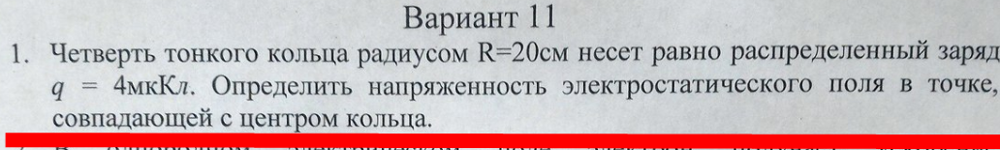 Вариант 11
1. Четверть тонкого кольца радиусом R=20см несет равно распределенный заряд
q = 4мкКл. Определить напряженность электростатического поля в точке,
совпадающей с центром кольца.